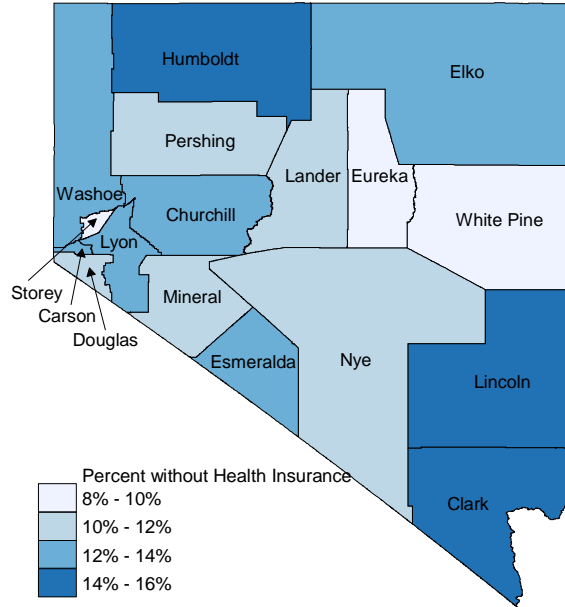 Humboldt
Elko
Pershing
Lander
Eureka
Washoe
Churchill
White Pine
Lyon
Storey
Carson
Douglas
Mineral
Esmeralda
Nye
Lincoln
Clark
Percent without Health Insurance
8% - 10%
10% - 12%
12% - 14%
14% - 16%